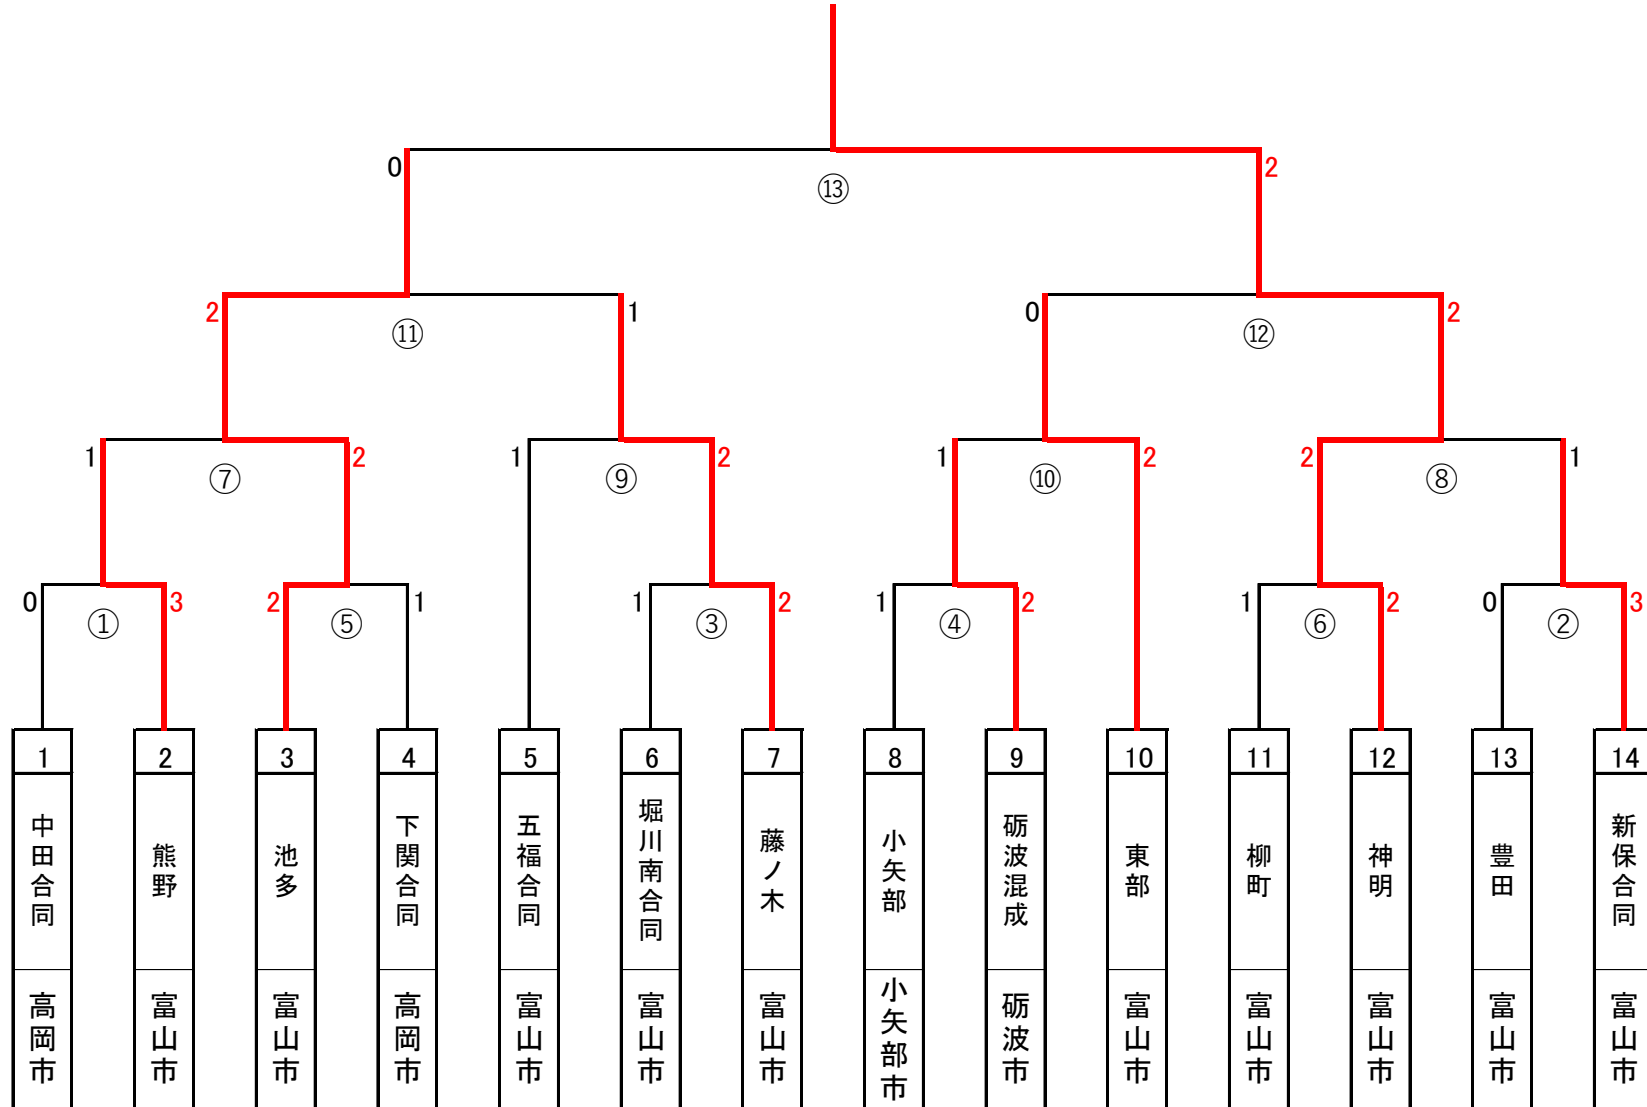 0 2
⑬
2 1 0 2
⑪ ⑫
1 2 1 2 1 2 2 1
⑦ ⑨ ⑩ ⑧
0 3 2 1 1 2 1 2 1 2 0 3
① ⑤ ③ ④ ⑥ ②
1 2 3 4 5 6 7 8 9 10 11 12 13 14
中田合同
熊野
池多
下関合同
五福合同
堀川南合同
藤ノ木
小矢部
砺波混成
東部
柳町
神明
豊田
新保合同
高岡市
富山市
富山市
高岡市
富山市
富山市
富山市
小矢部市
砺波市
富山市
富山市
富山市
富山市
富山市